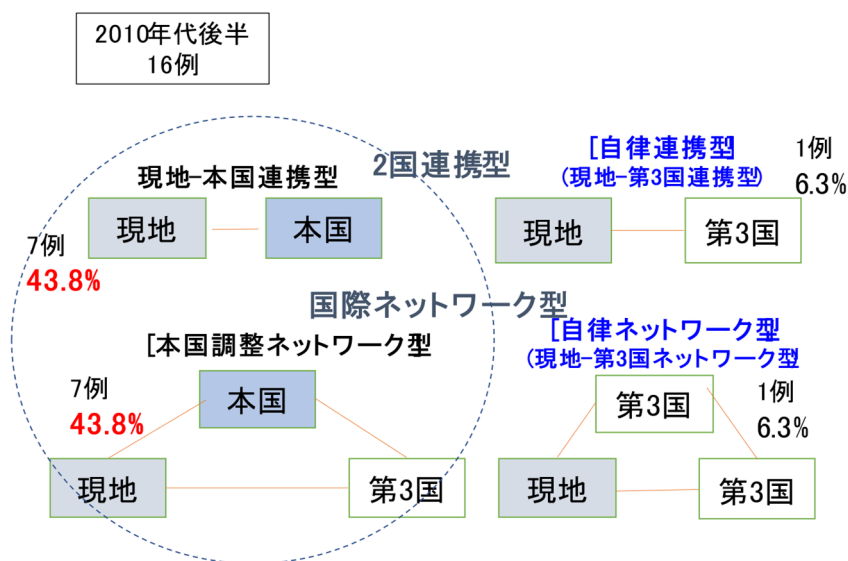 2010年代後半
16例
2国連携型
現地-本国連携型
現地
本国
7例
43.8%
[自律連携型]
(現地-第3国連携型)
1例
6.3%
現地
第3国
国際ネットワーク型
[本国調整ネットワーク型]
7例
43.8%
本国
現地
第3国
[自律ネットワーク型]
(現地-第3国ネットワーク型
1例
6.3%
第3国
現地
第3国